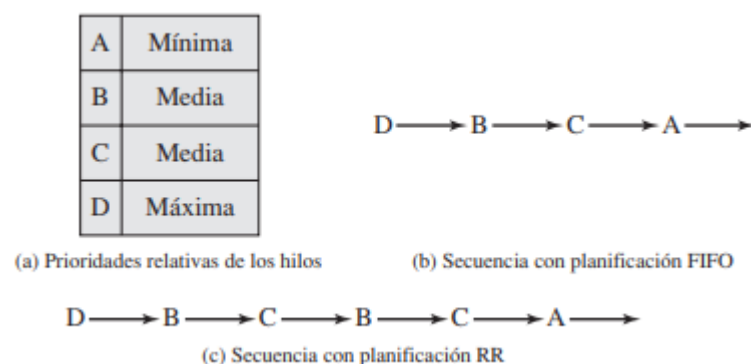 A Mínima
B Media
C Media
D Máxima
(a) Prioridades relativas de los hilos
D B C A
(b) Secuencia con planificación FIFO
D B C B C A
(c) Secuencia con planificación RR